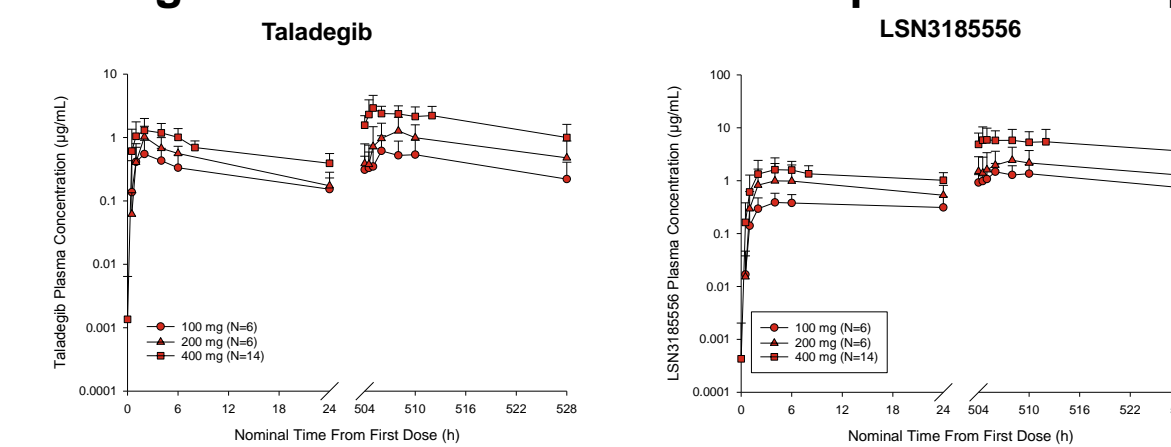 Taladegib
LSN3185556
Taladegib Plasma Concentration (µg/mL)
10
1
0.1
0.01
0.001
0.0001
100 mg (N=6)
200 mg (N=6)
400 mg (N=14)
0 6 12 18 24 504 510 516 522 528
Nominal Time From First Dose (h)
LSN3185556 Plasma Concentration (µg/mL)
100
10
1
0.1
0.01
0.001
0.0001
100 mg (N=6)
200 mg (N=6)
400 mg (N=14)
0 6 12 18 24 504 510 516 522
Nominal Time From First Dose (h)